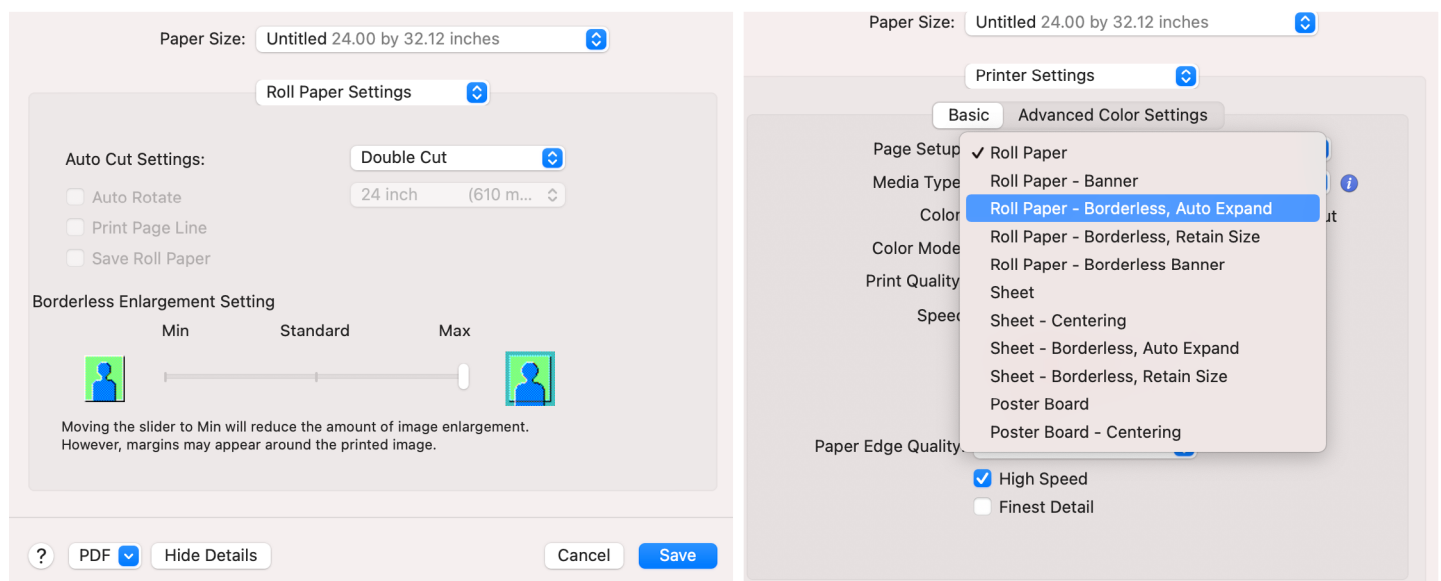 Paper Size: Untitled 24.00 by 32.12 inches
Roll Paper Settings
Auto Cut Settings: Double Cut
Auto Rotate 24 inch (610 m...
Print Page Line
Save Roll Paper
Borderless Enlargement Setting
Min Standard Max
Moving the slider to Min will reduce the amount of image enlargement.
However, margins may appear around the printed image.
? PDF Hide Details Cancel Save
Paper Size: Untitled 24.00 by 32.12 inches
Printer Settings
Basic Advanced Color Settings
Page Setup
✓ Roll Paper
Roll Paper - Banner
Media Type
i
Roll Paper - Borderless, Auto Expand
Color
Roll Paper - Borderless, Retain Size
Color Mode
Roll Paper - Borderless Banner
Print Quality
Sheet
Speed
Sheet - Centering
Sheet - Borderless, Auto Expand
Sheet - Borderless, Retain Size
Poster Board
Poster Board - Centering
Paper Edge Quality:
High Speed
Finest Detail